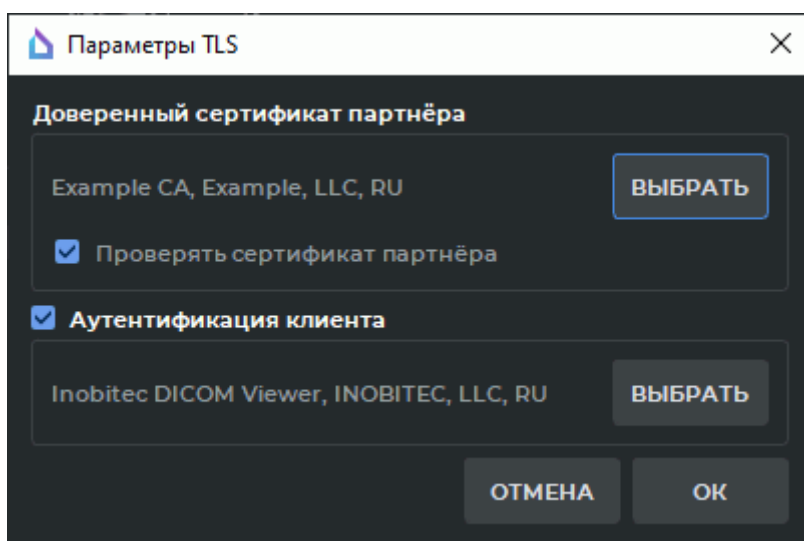 Параметры TLS
Доверенный сертификат партнёра
Example CA, Example, LLC, RU
ВЫБРАТЬ
Проверять сертификат партнёра
Аутентификация клиента
Inobitec DICOM Viewer, INOBITEC, LLC, RU
ВЫБРАТЬ
ОТМЕНА
ОК